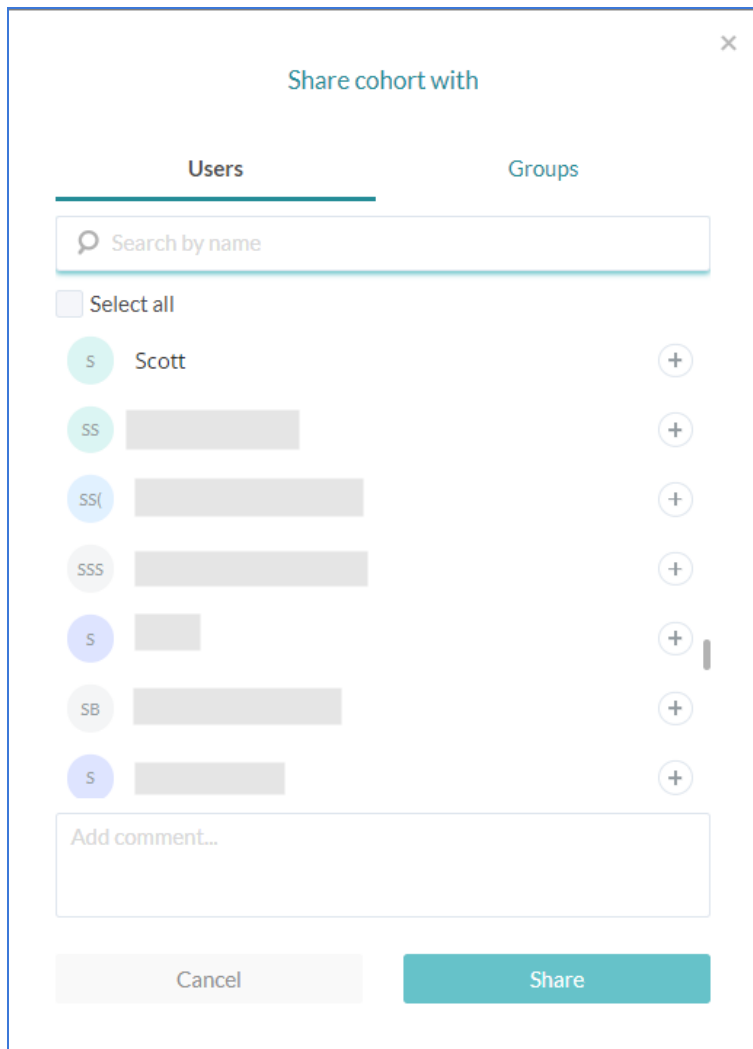 Share cohort with
Users Groups
Search by name
Select all
S Scott
SS
SS(
SSS
S
SB
S
Add comment...
Cancel Share